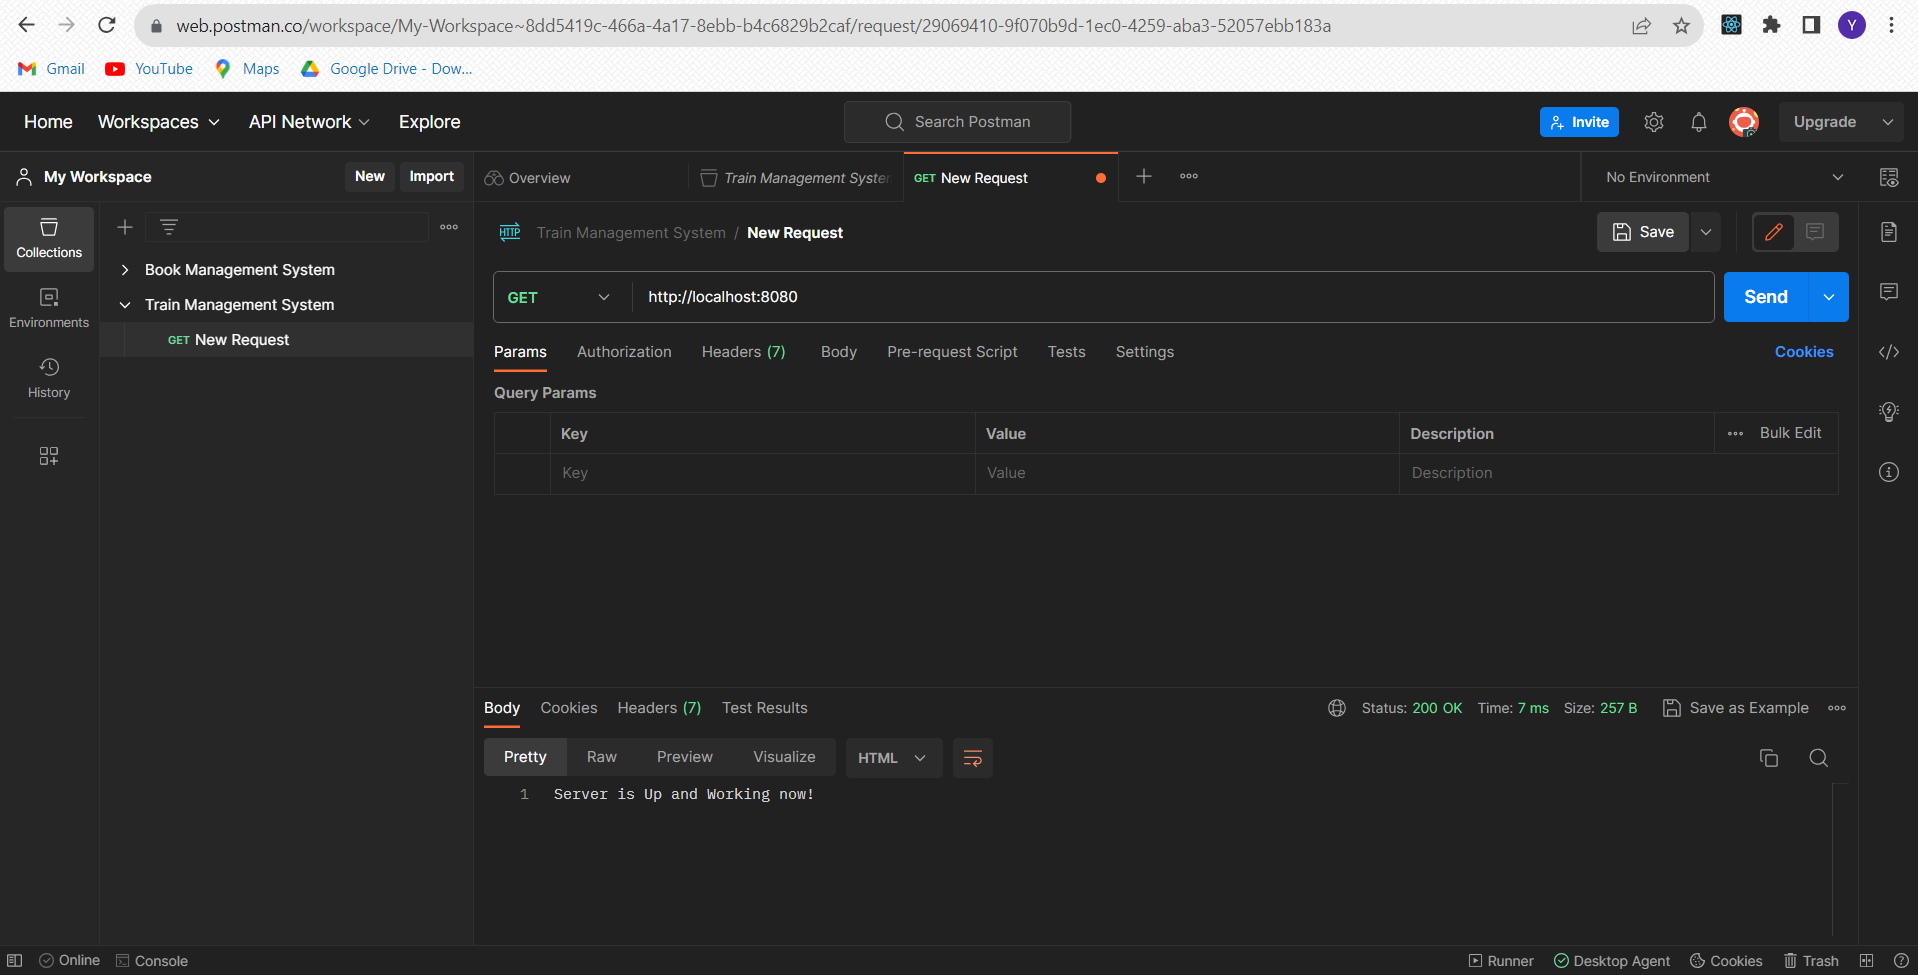 web.postman.co/workspace/My-Workspace~8dd5419c-466a-4a17-8ebb-b4c6829b2caf/request/29069410-9f070b9d-1ec0-4259-aba3-52057ebb183a
Y
Gmail YouTube Maps Google Drive - Dow...
Home Workspaces API Network Explore Search Postman Invite Upgrade
My Workspace New Import Overview Train Management Syster GET New Request No Environment
Collections
HTTP Train Management System / New Request Save
Book Management System
Train Management System
GET New Request
Environments
History
GET http://localhost:8080 Send
Params Authorization Headers (7) Body Pre-request Script Tests Settings Cookies
Query Params
Key Value Description Bulk Edit
Key Value Description
Body Cookies Headers (7) Test Results Status: 200 OK Time: 7 ms Size: 257 B Save as Example
Pretty Raw Preview Visualize HTML
1 Server is Up and Working now!
Online Console Runner Desktop Agent Cookies Trash